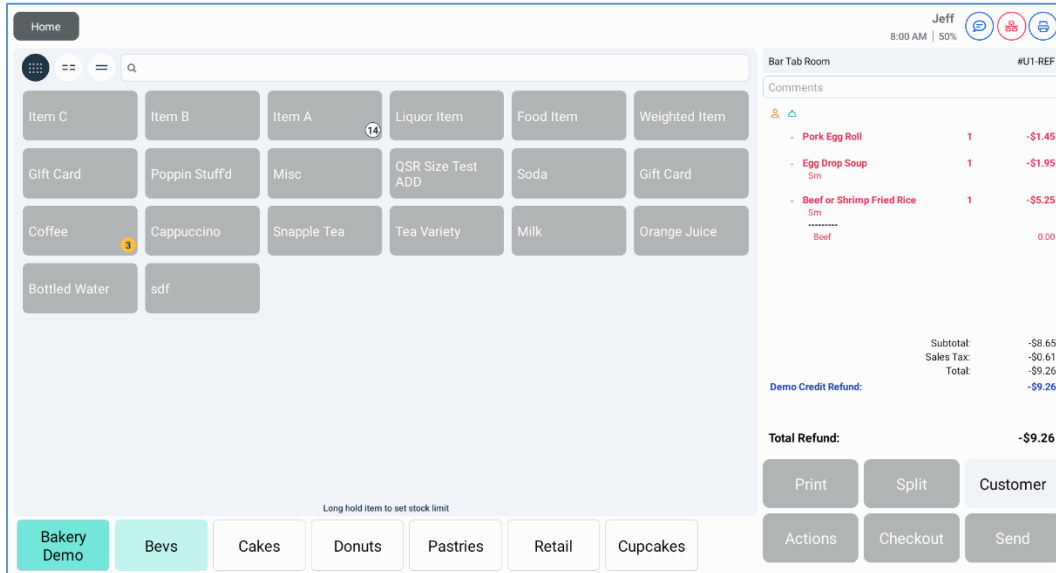 Home
Jeff
8:00 AM | 50%
Bar Tab Room #U1-REF
Comments
Item C
Item B
Item A
14
Liquor Item
Food Item
Weighted Item
GIft Card
Poppin Stuff'd
Misc
QSR Size Test
ADD
Soda
Gift Card
Coffee
3
Cappuccino
Snapple Tea
Tea Variety
Milk
Orange Juice
Bottled Water
sdf
Long hold item to set stock limit
Bakery
Demo
Bevs
Cakes
Donuts
Pastries
Retail
Cupcakes
- Pork Egg Roll 1 -$1.45
- Egg Drop Soup 1 -$1.95
Sm
- Beef or Shrimp Fried Rice 1 -$5.25
Sm
---------
Beef 0.00
Subtotal: -$8.65
Sales Tax: -$0.61
Total: -$9.26
Demo Credit Refund: -$9.26
Total Refund: -$9.26
Print
Split
Customer
Actions
Checkout
Send